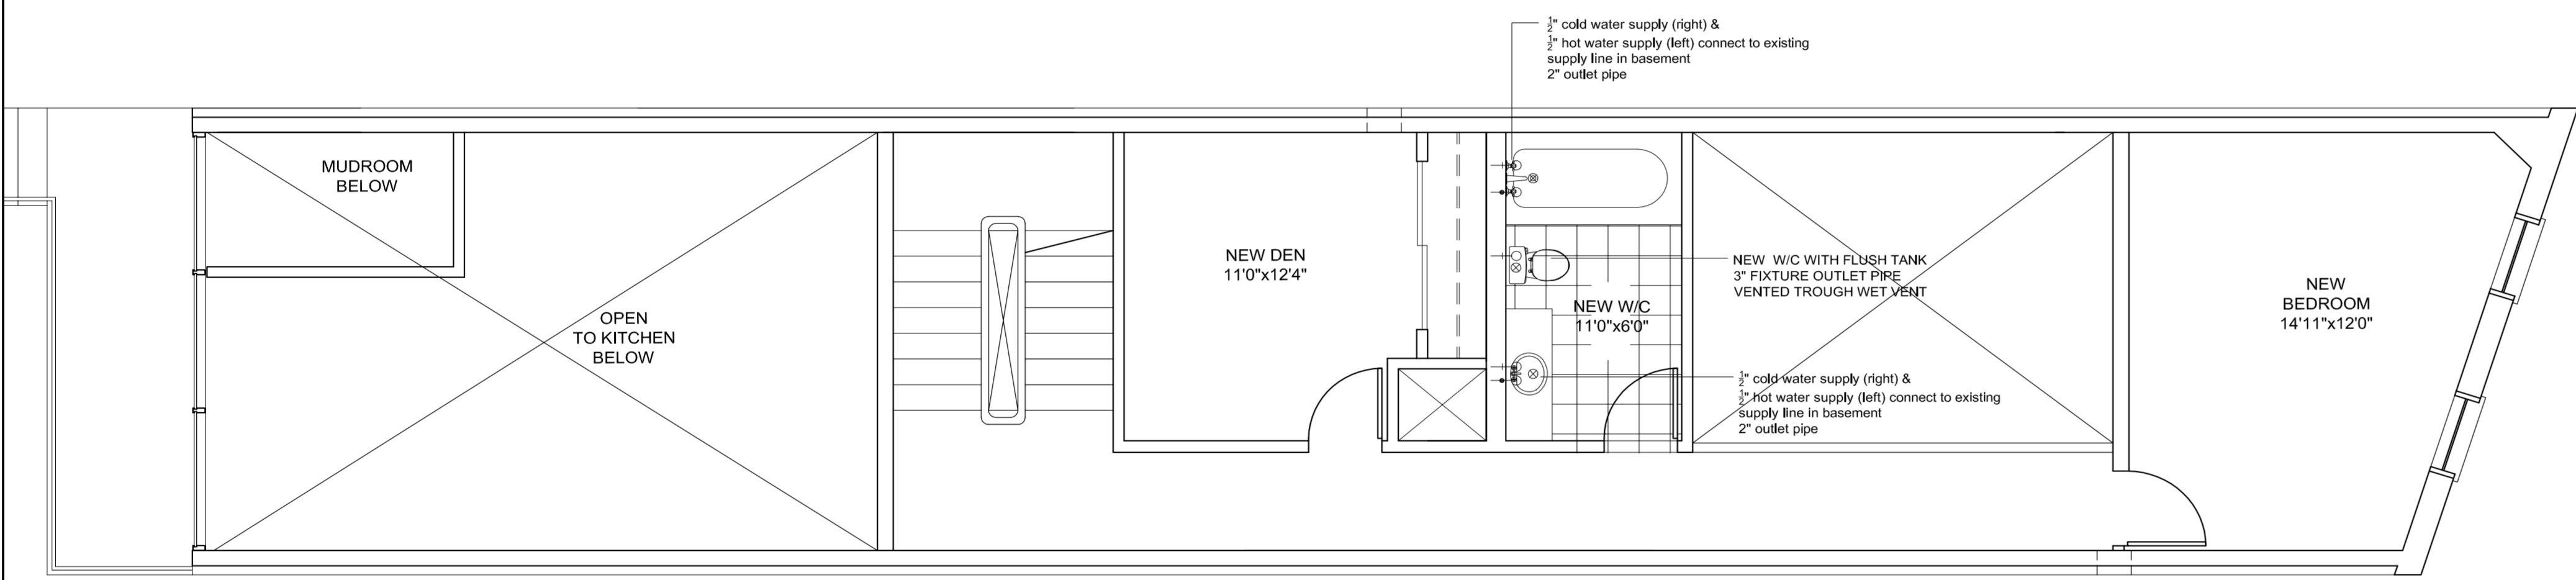 ½" cold water supply (right) &
½" hot water supply (left) connect to existing
supply line in basement
2" outlet pipe
MUDROOM
BELOW
OPEN
TO KITCHEN
BELOW
NEW DEN
11'0"x12'4"
NEW W/C WITH FLUSH TANK
3" FIXTURE OUTLET PIPE
VENTED TROUGH WET VENT
NEW W/C
11'0"x6'0"
½" cold water supply (right) &
½" hot water supply (left) connect to existing
supply line in basement
2" outlet pipe
NEW
BEDROOM
14'11"x12'0"